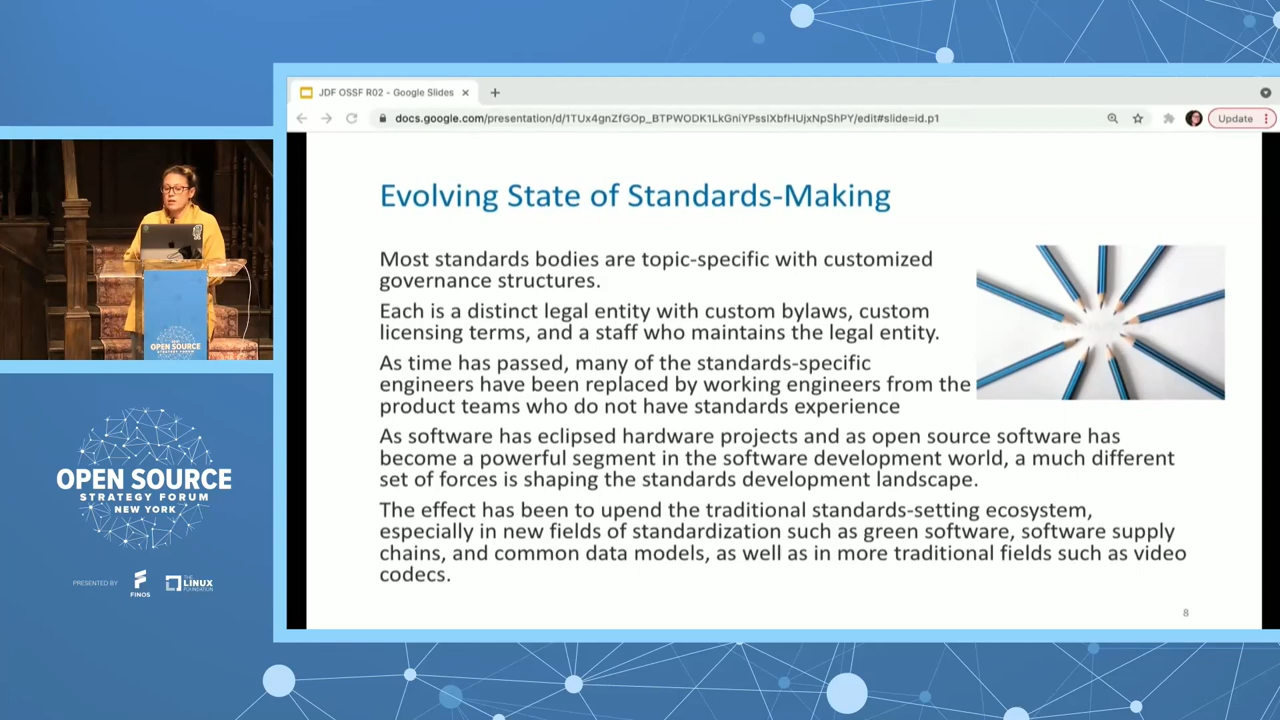 JDF OSSF R02 - Google Slides
docs.google.com/presentation/d/1TUx4gnZfGOp_BTPWODK1LkGniYPssIXbfHUjxNpShPY/edit#slide=id.p1
Update
Evolving State of Standards-Making
Most standards bodies are topic-specific with customized
governance structures.
Each is a distinct legal entity with custom bylaws, custom
licensing terms, and a staff who maintains the legal entity.
As time has passed, many of the standards-specific
engineers have been replaced by working engineers from the
product teams who do not have standards experience
As software has eclipsed hardware projects and as open source software has
become a powerful segment in the software development world, a much different
set of forces is shaping the standards development landscape.
The effect has been to upend the traditional standards-setting ecosystem,
especially in new fields of standardization such as green software, software supply
chains, and common data models, as well as in more traditional fields such as video
codecs.
8
OPEN SOURCE
STRATEGY FORUM
OPEN SOURCE
STRATEGY FORUM
NEW YORK
PRESENTED BY
FINOS
THE
LINUX
FOUNDATION